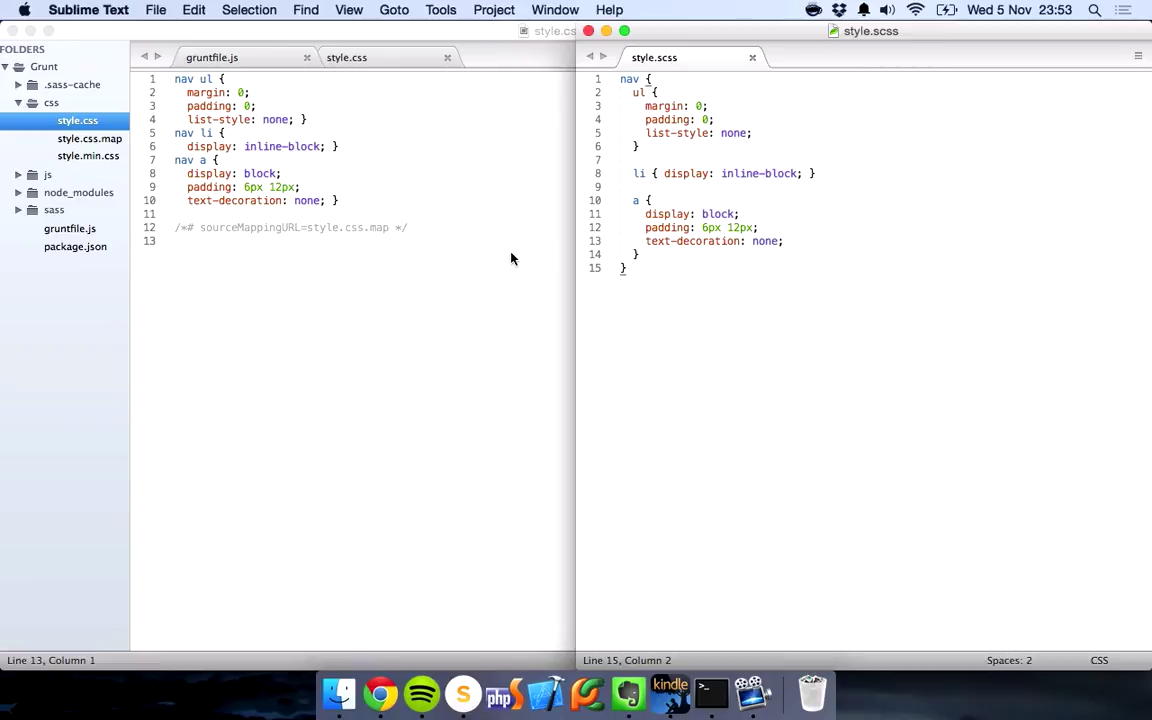 Sublime Text File Edit Selection Find View Goto Tools Project Window Help Wed 5 Nov 23:53
style.cs
style.scss
FOLDERS
Grunt
.sass-cache
css
style.css
style.css.map
style.min.css
js
node_modules
sass
gruntfile.js
package.json
gruntfile.js style.css
1 nav ul {
2 margin: 0;
3 padding: 0;
4 list-style: none; }
5 nav li {
6 display: inline-block; }
7 nav a {
8 display: block;
9 padding: 6px 12px;
10 text-decoration: none; }
11
12 /*# sourceMappingURL=style.css.map */
13
style.scss
1 nav {
2 ul {
3 margin: 0;
4 padding: 0;
5 list-style: none;
6 }
7
8 li { display: inline-block; }
9
10 a {
11 display: block;
12 padding: 6px 12px;
13 text-decoration: none;
14 }
15 }
Line 13, Column 1
Line 15, Column 2 Spaces: 2 CSS
S
php
kindle
>_